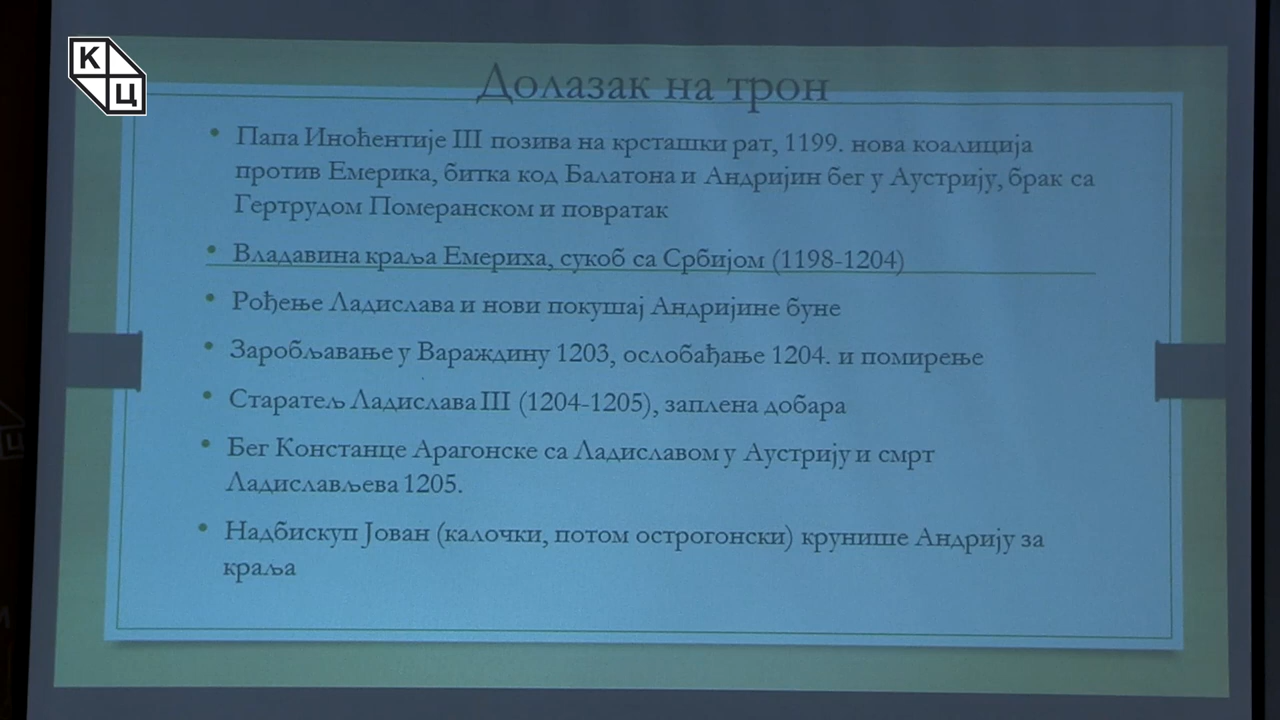 К
Ц
Долазак на трон
• Папа Иноћентије III позива на крсташки рат, 1199. нова коалиција
против Емерика, битка код Балатона и Андријин бег у Аустрију, брак са
Гертрудом Померанском и повратак
• Владавина краља Емериха, сукоб са Србијом (1198-1204)
• Рођење Ладислава и нови покушај Андријине буне
• Заробљавање у Вараждину 1203, ослобађање 1204. и помирење
• Старатељ Ладислава III (1204-1205), заплена добара
• Бег Констанце Арагонске са Ладиславом у Аустрију и смрт
Ладислављева 1205.
• Надбискуп Јован (калочки, потом острогонски) крунише Андрију за
краља